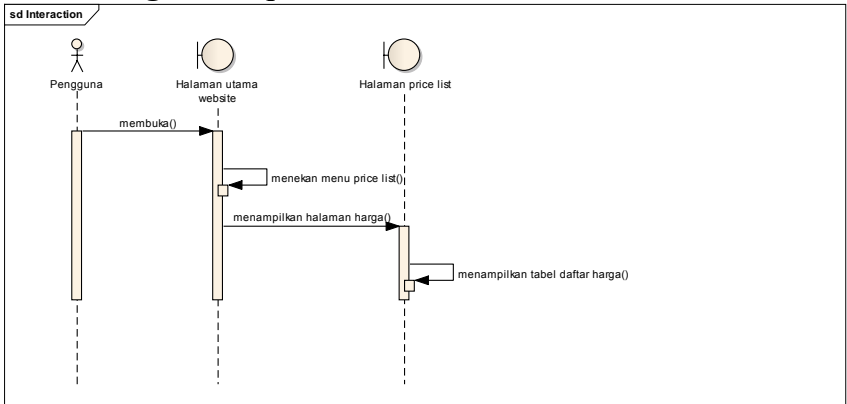 sd Interaction
Pengguna
Halaman utama
website
Halaman price list
membuka()
menekan menu price list()
menampilkan halaman harga()
menampilkan tabel daftar harga()